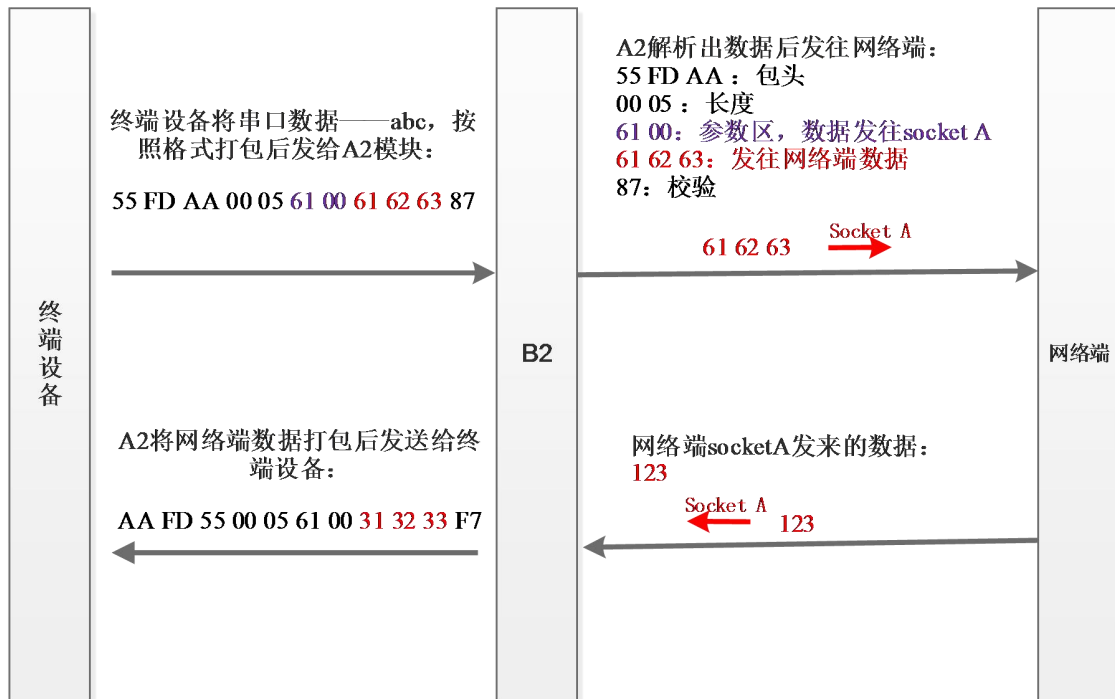 终端设备将串口数据——abc，按
照格式打包后发给A2模块：
55 FD AA 00 05 61 00 61 62 63 87
A2解析出数据后发往网络端：
55 FD AA：包头
00 05：长度
61 00：参数区，数据发往socket A
61 62 63：发往网络端数据
87：校验
61 62 63
Socket A
终端设备
B2
网络端
A2将网络端数据打包后发送给终
端设备：
AA FD 55 00 05 61 00 31 32 33 F7
网络端socketA发来的数据：
123
Socket A
123